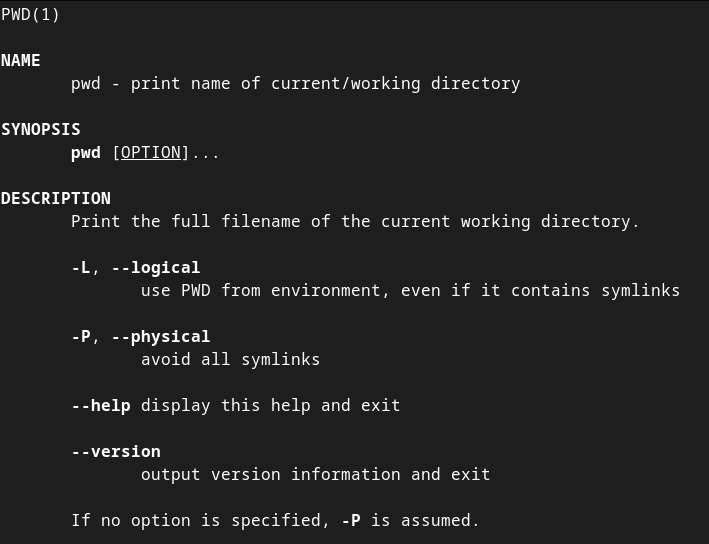 PWD(1)
NAME
pwd - print name of current/working directory
SYNOPSIS
pwd [OPTION]...
DESCRIPTION
Print the full filename of the current working directory.
-L, --logical
use PWD from environment, even if it contains symlinks
-P, --physical
avoid all symlinks
--help display this help and exit
--version
output version information and exit
If no option is specified, -P is assumed.